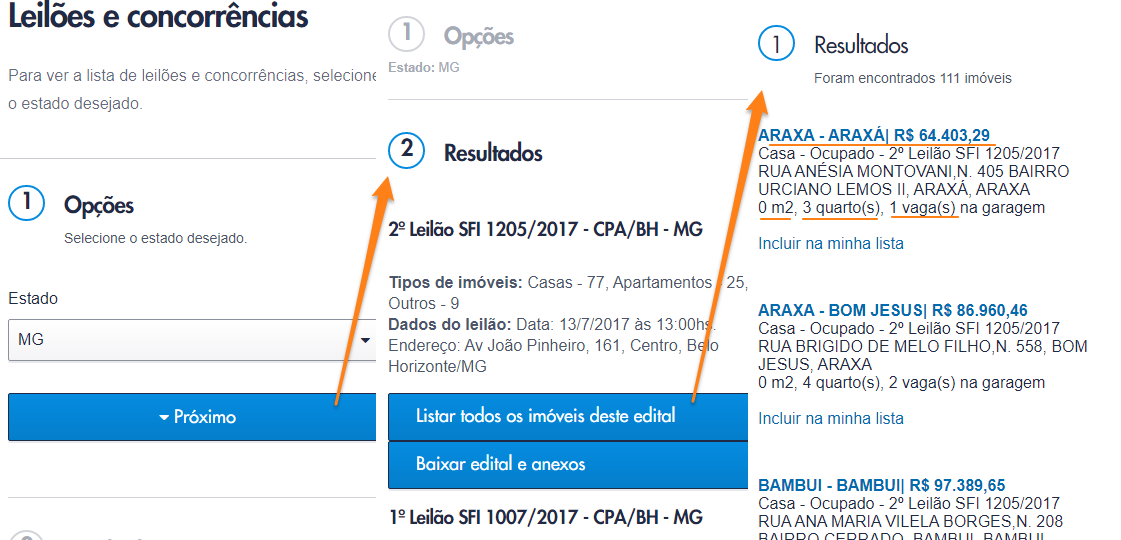 Leilões e concorrências
Para ver a lista de leilões e concorrências, selecione
o estado desejado.
1 Opções
Selecione o estado desejado.
Estado
MG
Próximo
1 Opções
Estado: MG
2 Resultados
2º Leilão SFI 1205/2017 - CPA/BH - MG
Tipos de imóveis: Casas - 77, Apartamentos - 25,
Outros - 9
Dados do leilão: Data: 13/7/2017 às 13:00hs.
Endereço: Av João Pinheiro, 161, Centro, Belo
Horizonte/MG
Listar todos os imóveis deste edital
Baixar edital e anexos
1º Leilão SFI 1007/2017 - CPA/BH - MG
1 Resultados
Foram encontrados 111 imóveis
ARAXA - ARAXÁ| R$ 64.403,29
Casa - Ocupado - 2º Leilão SFI 1205/2017
RUA ANÉSIA MONTOVANI,N. 405 BAIRRO
URCIANO LEMOS II, ARAXÁ, ARAXA
0 m2, 3 quarto(s), 1 vaga(s) na garagem
Incluir na minha lista
ARAXA - BOM JESUS| R$ 86.960,46
Casa - Ocupado - 2º Leilão SFI 1205/2017
RUA BRIGIDO DE MELO FILHO,N. 558, BOM
JESUS, ARAXA
0 m2, 4 quarto(s), 2 vaga(s) na garagem
Incluir na minha lista
BAMBUI - BAMBUI| R$ 97.389,65
Casa - Ocupado - 2º Leilão SFI 1205/2017
RUA ANA MARIA VILELA BORGES,N. 208
BAIRRO CERRADO, BAMBUI, BAMBUI